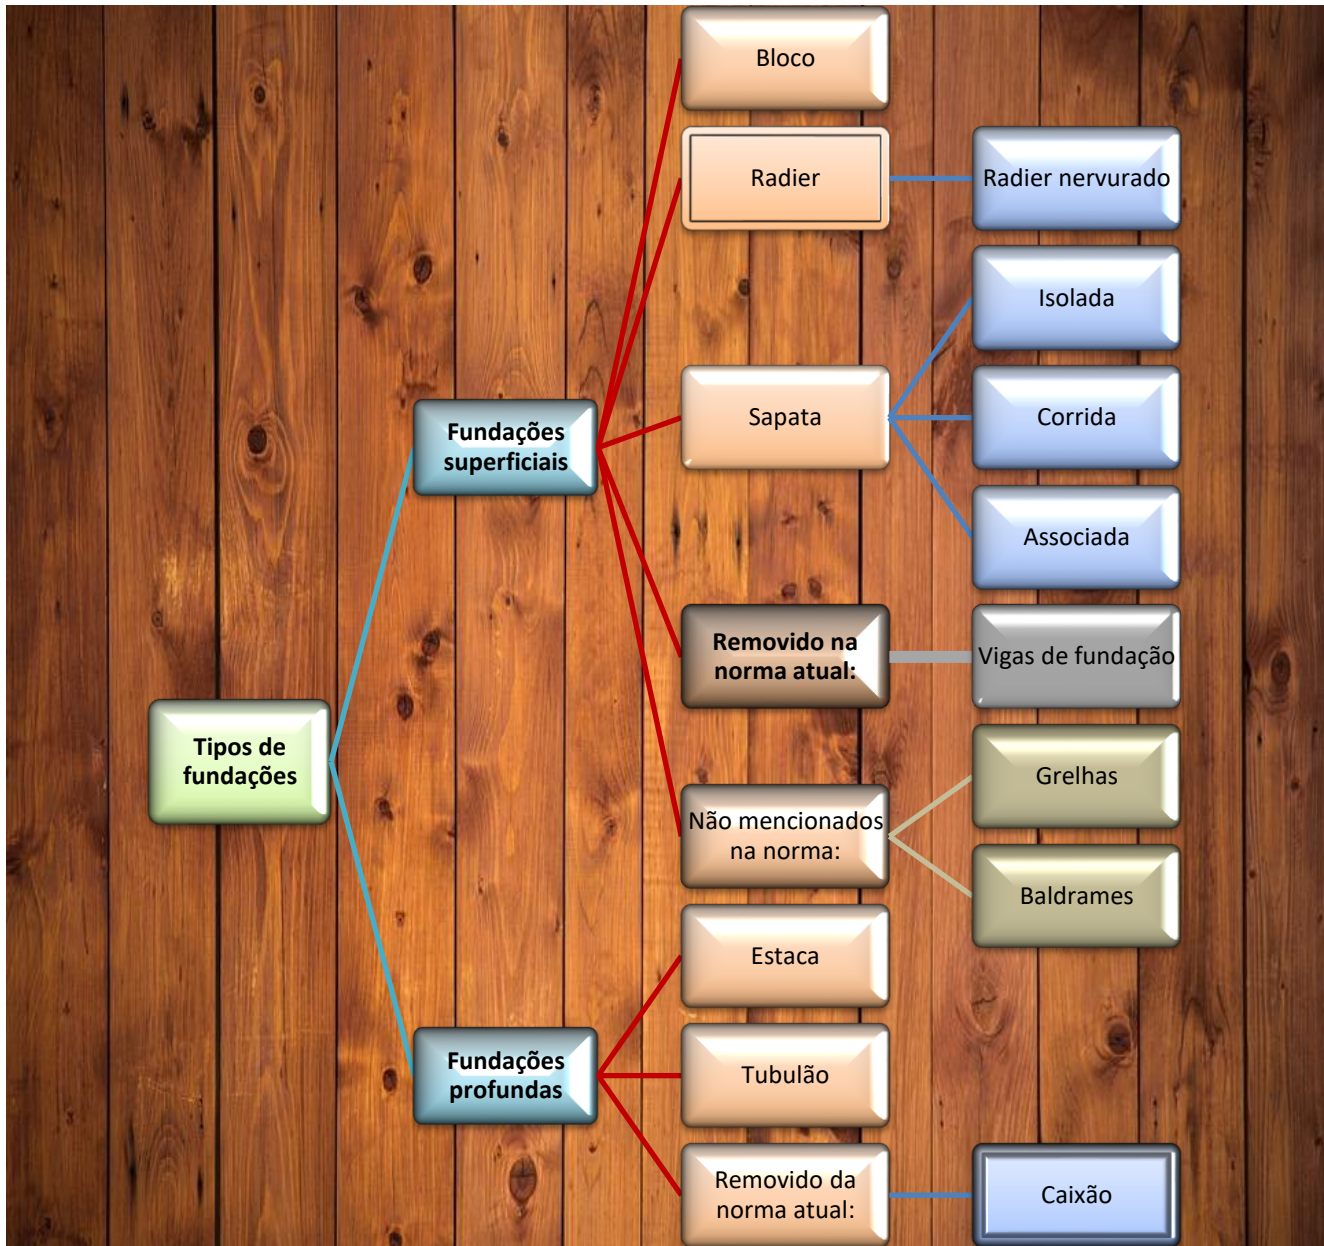 Tipos de
fundações
Fundações
superficiais
Bloco
Radier
Radier nervurado
Sapata
Isolada
Corrida
Associada
Removido na
norma atual:
Vigas de fundação
Não mencionados
na norma:
Grelhas
Baldrames
Fundações
profundas
Estaca
Tubulão
Removido da
norma atual:
Caixão